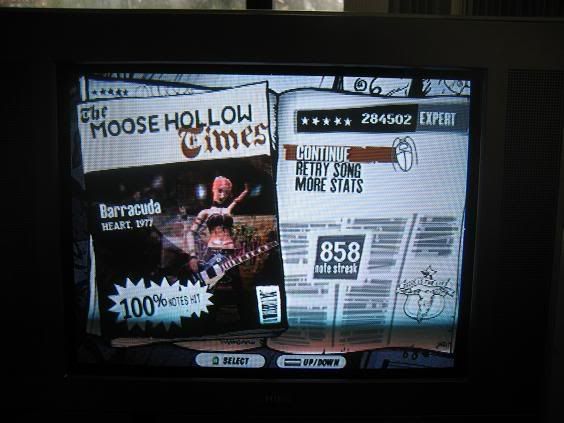 The
MOOSE HOLLOW
Times
Barracuda
HEART, 1977
100% NOTES HIT
★★★★★ 284502 EXPERT
CONTINUE
RETRY SONG
MORE STATS
858
note streak
SELECT
UP/DOWN